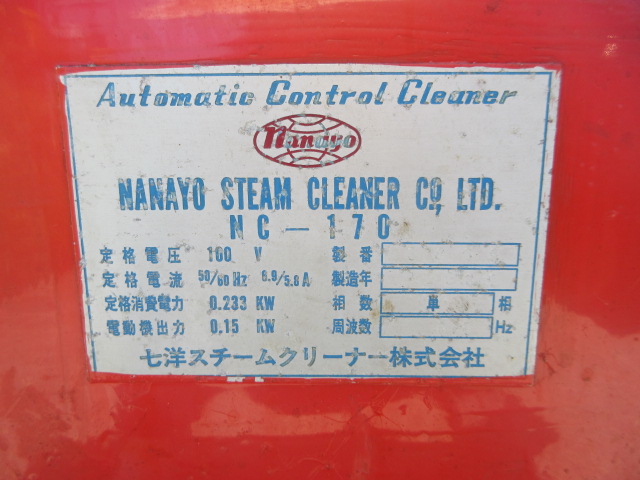 Automatic Control Cleaner
Nanayo
NANAYO STEAM CLEANER CO., LTD.
NC-170
定格電圧 100 V 製番
定格電流 50/60 Hz 6.9/5.8 A 製造年
定格消費電力 0.233 KW 相数 単 相
電動機出力 0.15 KW 周波数 Hz
七洋スチームクリーナー株式会社